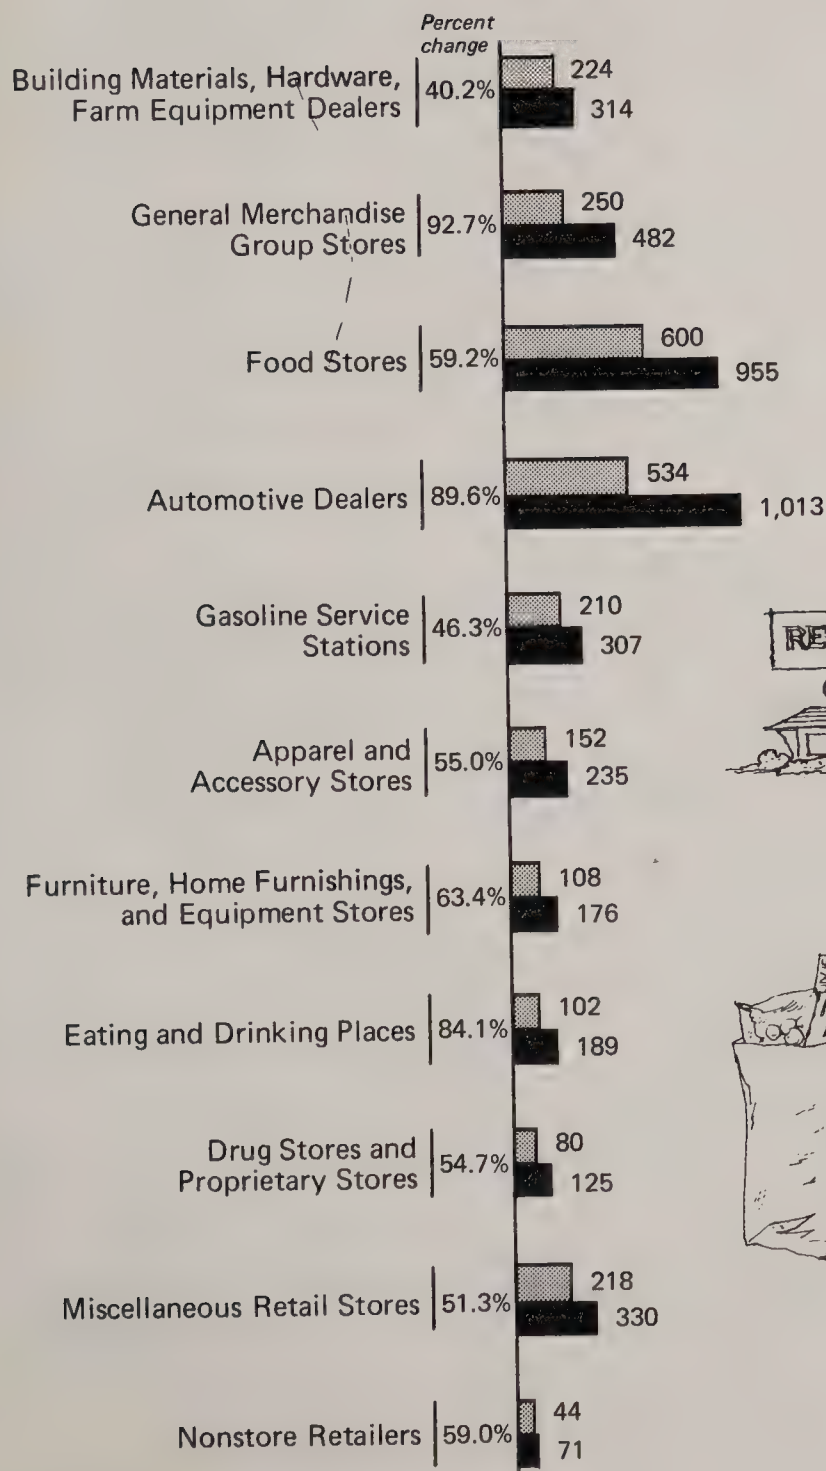 Percent
change
Building Materials, Hardware,
Farm Equipment Dealers
40.2%
224
314
General Merchandise
Group Stores
92.7%
250
482
Food Stores
59.2%
600
955
Automotive Dealers
89.6%
534
1,013
Gasoline Service
Stations
46.3%
210
307
RE
Apparel and
Accessory Stores
55.0%
152
235
Furniture, Home Furnishings,
and Equipment Stores
63.4%
108
176
Eating and Drinking Places
84.1%
102
189
Drug Stores and
Proprietary Stores
54.7%
80
125
Miscellaneous Retail Stores
51.3%
218
330
Nonstore Retailers
59.0%
44
71